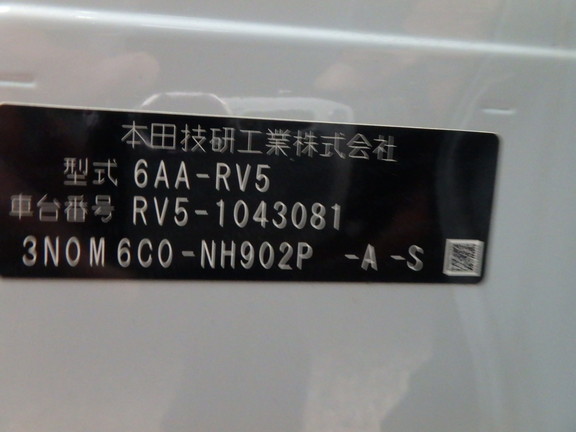 本田技研工業株式会社
型式 6AA-RV5
車台番号 RV5-1043081
3N0M6C0-NH902P -A -S